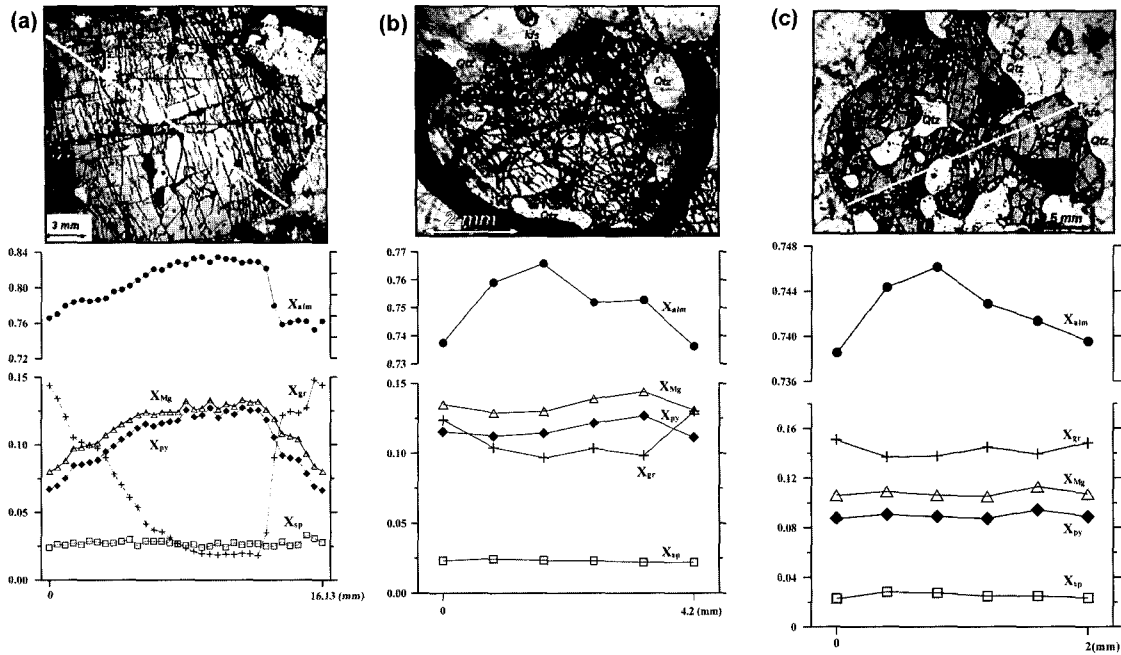 (a)
3 mm
0.84
0.80
0.76
0.72
Xalm
0.15
0.10
0.05
0.00
XMg
Xgr
Xpy
Xsp
0
16.13 (mm)
(b)
kfs
Qtz
Qtz
Qtz
Qtz
2 mm
0.77
0.76
0.75
0.74
0.73
Xalm
0.15
0.10
0.05
0.00
XMg
Xpy
Xgr
Xsp
0
4.2 (mm)
(c)
Qtz
Qtz
kfs
Qtz
5 mm
0.748
0.744
0.740
0.736
Xalm
0.16
0.12
0.08
0.04
0
Xgr
XMg
Xpy
Xsp
0
2(mm)